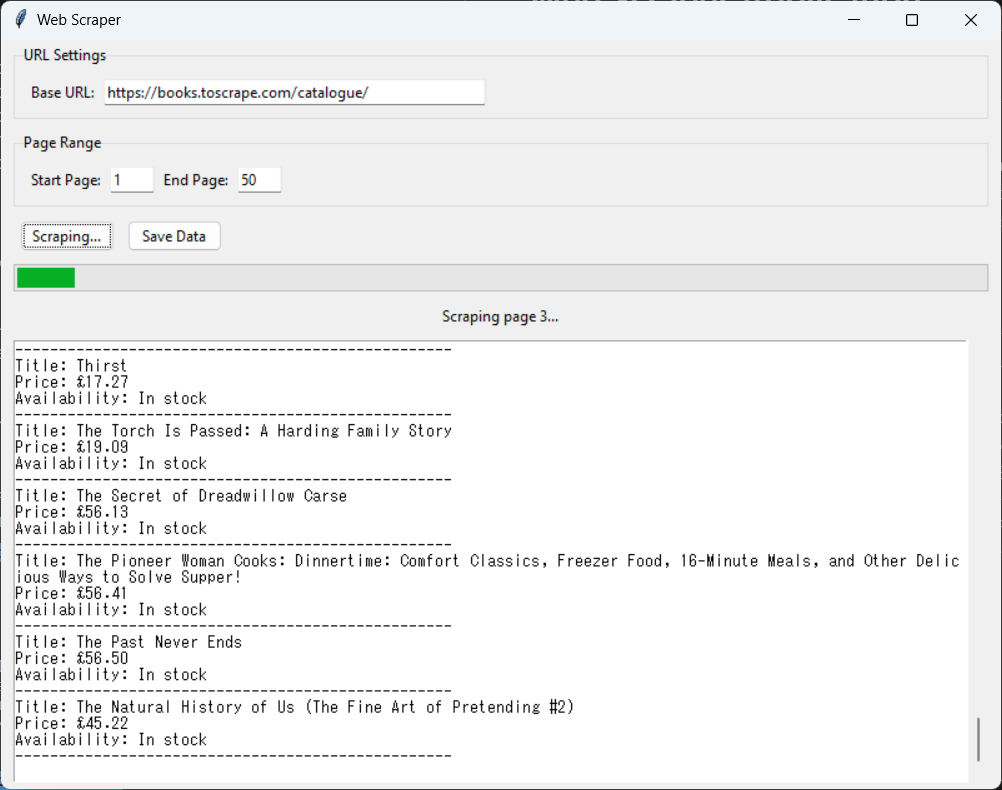 Web Scraper
URL Settings
Base URL: https://books.toscrape.com/catalogue/
Page Range
Start Page: 1 End Page: 50
Scraping... Save Data
Scraping page 3...
--------------------------------------------------
Title: Thirst
Price: £17.27
Availability: In stock
--------------------------------------------------
Title: The Torch Is Passed: A Harding Family Story
Price: £19.09
Availability: In stock
--------------------------------------------------
Title: The Secret of Dreadwillow Carse
Price: £56.13
Availability: In stock
--------------------------------------------------
Title: The Pioneer Woman Cooks: Dinnertime: Comfort Classics, Freezer Food, 16-Minute Meals, and Other Delic
ious Ways to Solve Supper!
Price: £56.41
Availability: In stock
--------------------------------------------------
Title: The Past Never Ends
Price: £56.50
Availability: In stock
--------------------------------------------------
Title: The Natural History of Us (The Fine Art of Pretending #2)
Price: £45.22
Availability: In stock
--------------------------------------------------